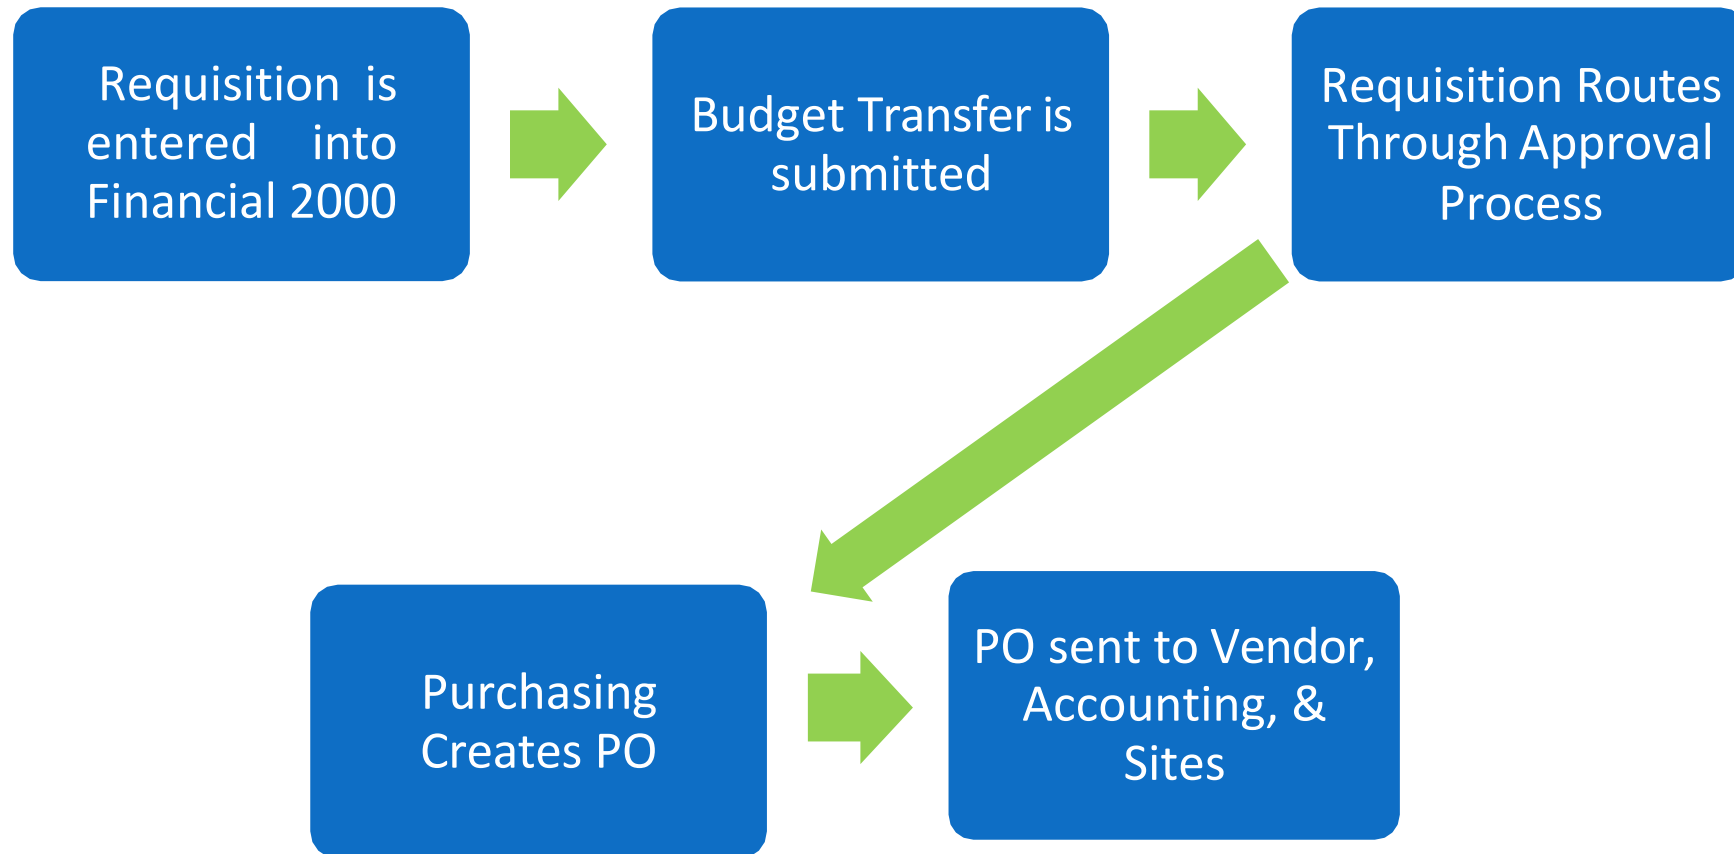 Requisition is
entered into
Financial 2000
Budget Transfer is
submitted
Requisition Routes
Through Approval
Process
Purchasing
Creates PO
PO sent to Vendor,
Accounting, &
Sites